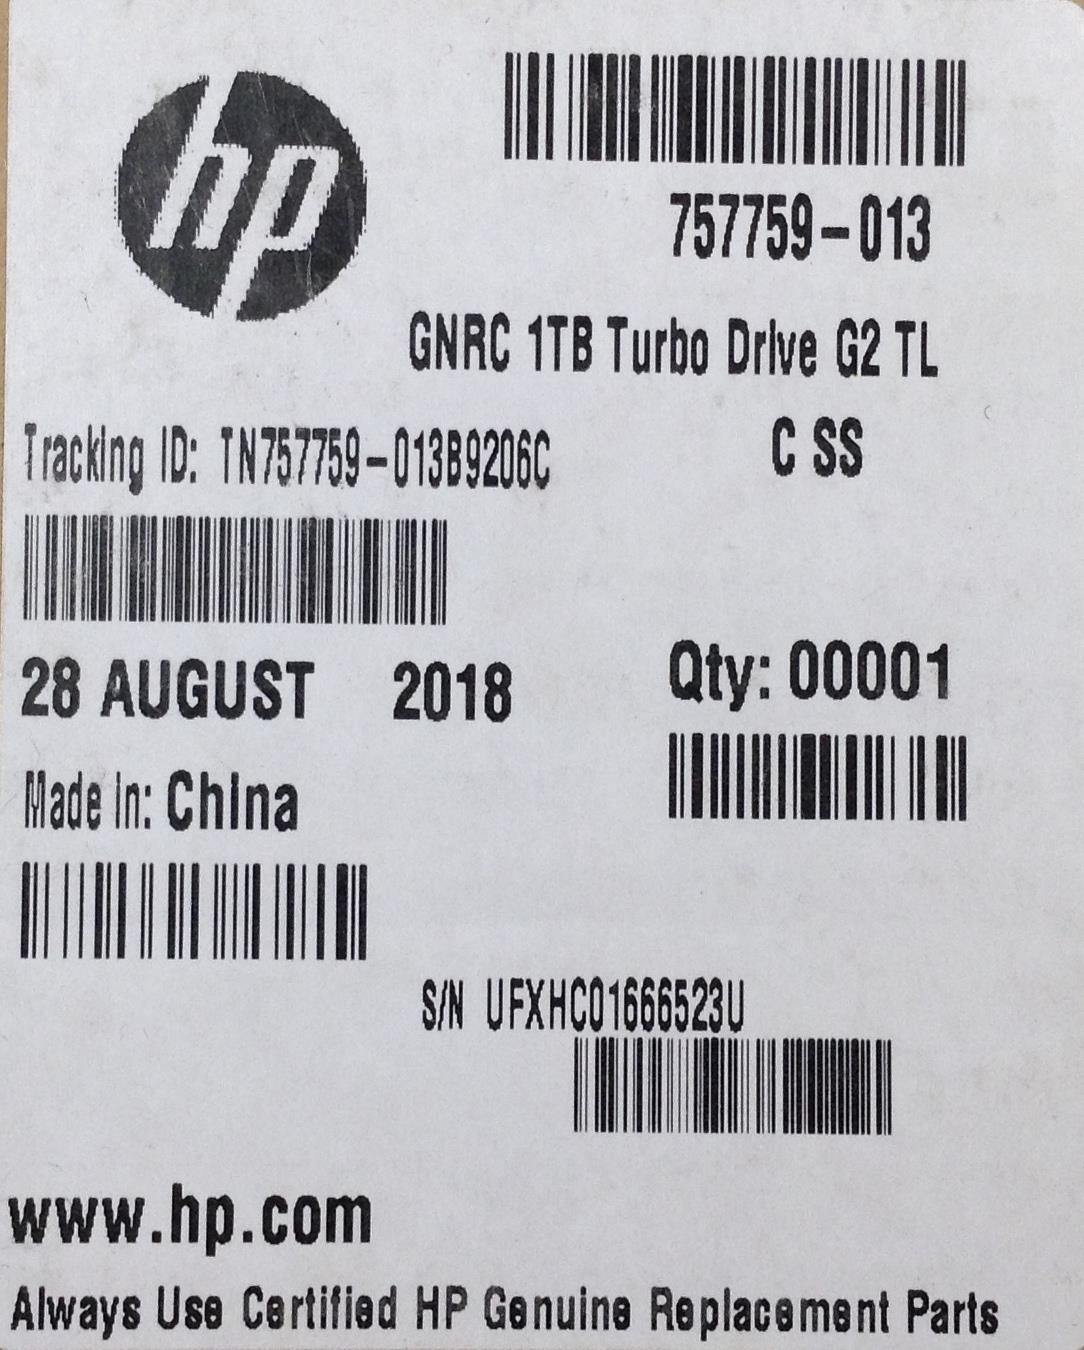 hp
757759-013
GNRC 1TB Turbo Drive G2 TL
C SS
Tracking ID: TN757759-013B9206C
28 AUGUST 2018
Qty: 00001
Made in: China
S/N UFXHC01666523U
www.hp.com
Always Use Certified HP Genuine Replacement Parts